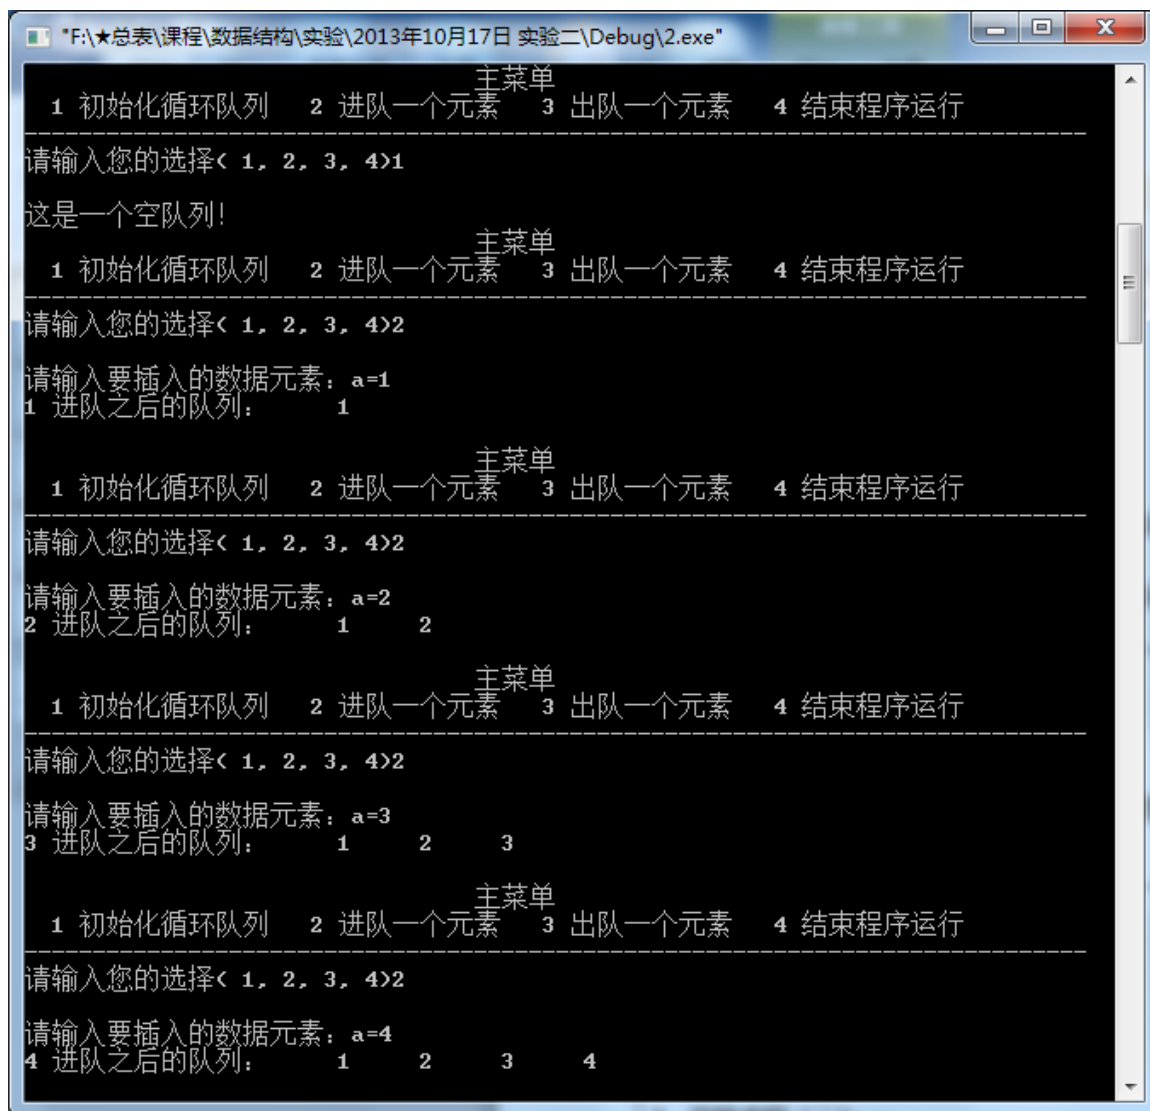 "F:\★总表\课程\数据结构\实验\2013年10月17日 实验二\Debug\2.exe"
主菜单
1 初始化循环队列 2 进队一个元素 3 出队一个元素 4 结束程序运行
--------------------------------------------------------------------------------
请输入您的选择( 1, 2, 3, 4)1
这是一个空队列!
主菜单
1 初始化循环队列 2 进队一个元素 3 出队一个元素 4 结束程序运行
--------------------------------------------------------------------------------
请输入您的选择( 1, 2, 3, 4)2
请输入要插入的数据元素：a=1
1 进队之后的队列： 1
主菜单
1 初始化循环队列 2 进队一个元素 3 出队一个元素 4 结束程序运行
--------------------------------------------------------------------------------
请输入您的选择( 1, 2, 3, 4)2
请输入要插入的数据元素：a=2
2 进队之后的队列： 1 2
主菜单
1 初始化循环队列 2 进队一个元素 3 出队一个元素 4 结束程序运行
--------------------------------------------------------------------------------
请输入您的选择( 1, 2, 3, 4)2
请输入要插入的数据元素：a=3
3 进队之后的队列： 1 2 3
主菜单
1 初始化循环队列 2 进队一个元素 3 出队一个元素 4 结束程序运行
--------------------------------------------------------------------------------
请输入您的选择( 1, 2, 3, 4)2
请输入要插入的数据元素：a=4
4 进队之后的队列： 1 2 3 4